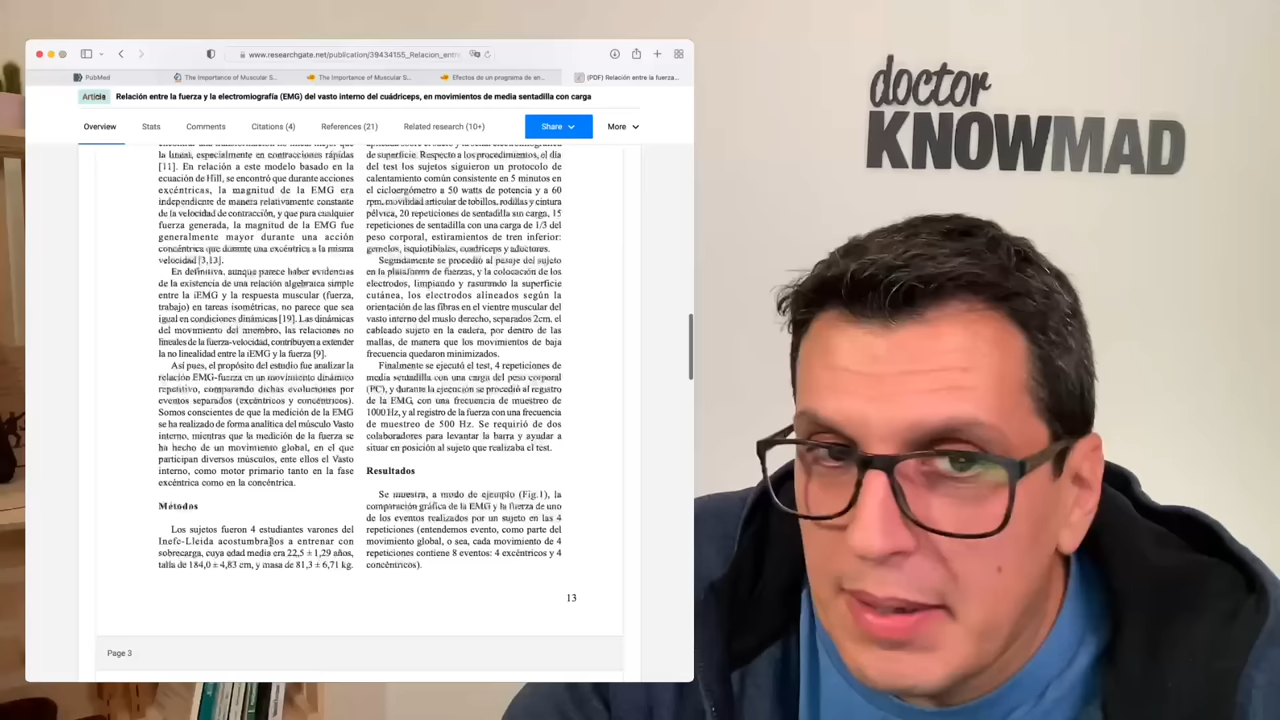 www.researchgate.net/publication/39434155_Relacion_entr
PubMed
The Importance of Muscular S...
The Importance of Muscular S...
Efectos de un programa de en...
(PDF) Relación entre la fuerza...
Article
Relación entre la fuerza y la electromiografía (EMG) del vasto interno del cuádriceps, en movimientos de media sentadilla con carga
Overview
Stats
Comments
Citations (4)
References (21)
Related research (10+)
Share
More
la lineal, especialmente en contracciones rápidas
[11]. En relación a este modelo basado en la
ecuación de Hill, se encontró que durante acciones
excéntricas, la magnitud de la EMG era
independiente de manera relativamente constante
de la velocidad de contracción, y que para cualquier
fuerza generada, la magnitud de la EMG fue
generalmente mayor durante una acción
concéntrica que durante una excéntrica a la misma
velocidad [3,13].
En definitiva, aunque parece haber evidencias
de la existencia de una relación algebraica simple
entre la iEMG y la respuesta muscular (fuerza,
trabajo) en tareas isométricas, no parece que sea
igual en condiciones dinámicas [19]. Las dinámicas
del movimiento del miembro, las relaciones no
lineales de la fuerza-velocidad, contribuyen a extender
la no linealidad entre la iEMG y la fuerza [9].
Así pues, el propósito del estudio fue analizar la
relación EMG-fuerza en un movimiento dinámico
repetitivo, comparando dichas evoluciones por
eventos separados (excéntricos y concéntricos).
Somos conscientes de que la medición de la EMG
se ha realizado de forma analítica del músculo Vasto
interno, mientras que la medición de la fuerza se
ha hecho de un movimiento global, en el que
participan diversos músculos, ente ellos el Vasto
interno, como motor primario tanto en la fase
excéntrica como en la concéntrica.
Métodos
Los sujetos fueron 4 estudiantes varones del
Inefc-Lleida acostumbrados a entrenar con
sobrecarga, cuya edad media era 22,5 ± 1,29 años,
talla de 184,0 ± 4,83 cm, y masa de 81,3 ± 6,71 kg.
de superficie. Respecto a los procedimientos, el día
del test los sujetos siguieron un protocolo de
calentamiento común consistente en 5 minutos en
el cicloergómetro a 50 watts de potencia y a 60
rpm, movilidad articular de tobillos, rodillas y cintura
pélvica, 20 repeticiones de sentadilla sin carga, 15
repeticiones de sentadilla con una carga de 1/3 del
peso corporal, estiramientos de tren inferior:
gemelos, isquiotibiales, cuadriceps y aductores.
Seguidamente se procedió al pesaje del sujeto
en la plataforma de fuerzas, y la colocación de los
electrodos, limpiando y rasurando la superficie
cutánea, los electrodos alineados según la
orientación de las fibras en el vientre muscular del
vasto interno del muslo derecho, separados 2cm, el
cableado sujeto en la cadera, por dentro de las
mallas, de manera que los movimientos de baja
frecuencia quedaron minimizados.
Finalmente se ejecutó el test, 4 repeticiones de
media sentadilla con una carga del peso corporal
(PC), y durante la ejecución se procedió al registro
de la EMG, con una frecuencia de muestreo de
1000 Hz, y al registro de la fuerza con una frecuencia
de muestreo de 500 Hz. Se requirió de dos
colaboradores para levantar la barra y ayudar a
situar en posición al sujeto que realizaba el test.
Resultados
Se muestra, a modo de ejemplo (Fig.1), la
comparación gráfica de la EMG y la fuerza de uno
de los eventos realizados por un sujeto en las 4
repeticiones (entendemos evento, como parte del
movimiento global, o sea, cada movimiento de 4
repeticiones contiene 8 eventos: 4 excéntricos y 4
concéntricos).
13
Page 3
doctor
KNOWMAD